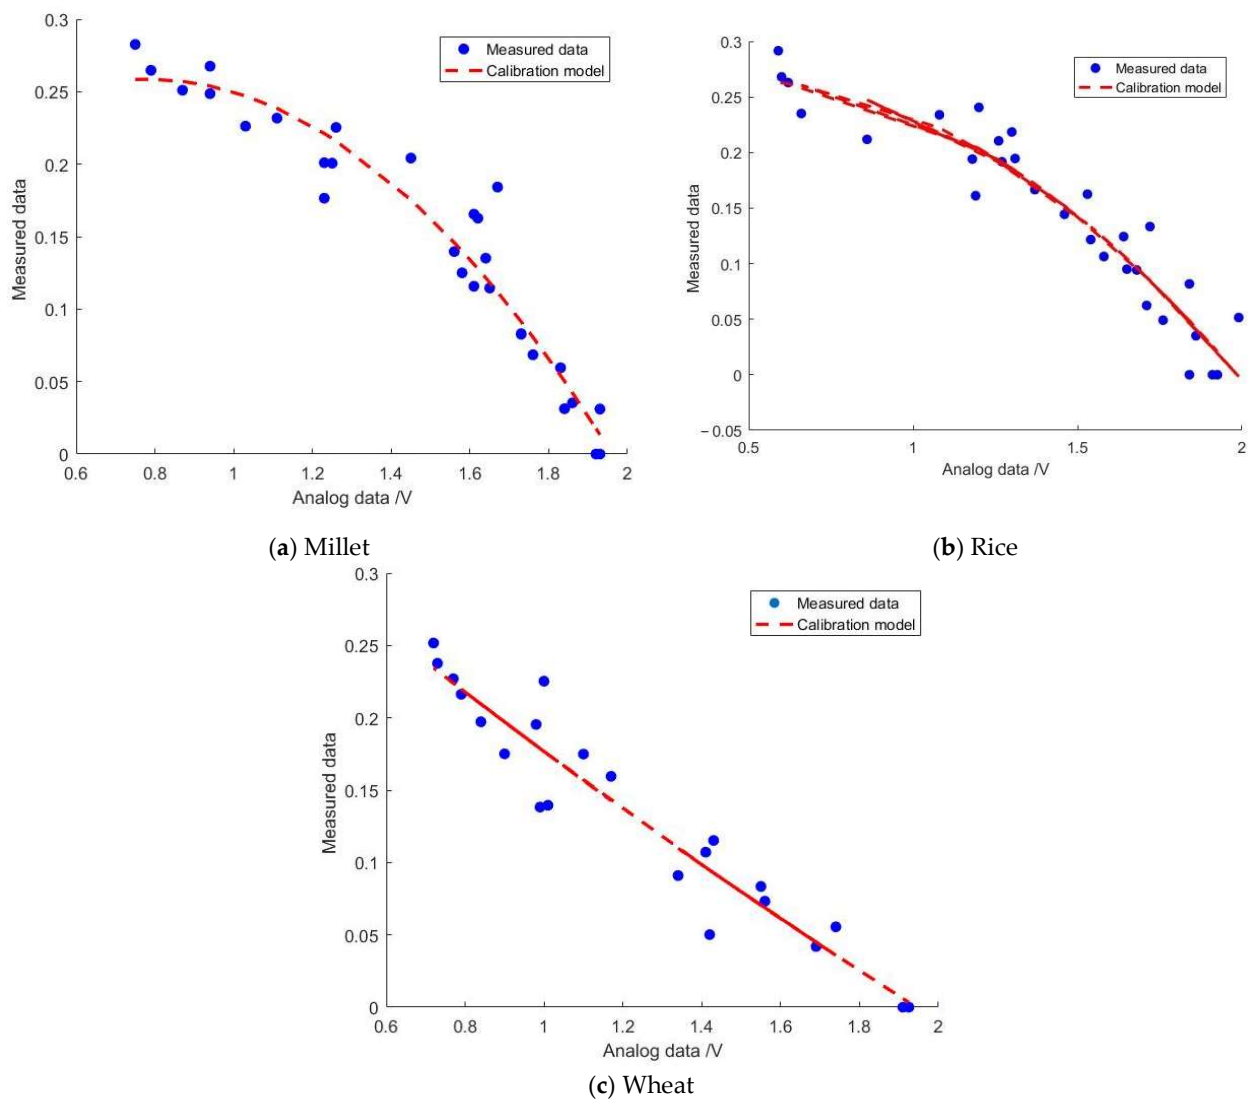 0.3
0.25
0.2
0.15
0.1
0.05
0
Measured data
0.6 0.8 1 1.2 1.4 1.6 1.8 2
Analog data /V
Measured data
Calibration model
(a) Millet
0.3
0.25
0.2
0.15
0.1
0.05
0
−0.05
Measured data
0.5 1 1.5 2
Analog data /V
Measured data
Calibration model
(b) Rice
0.3
0.25
0.2
0.15
0.1
0.05
0
Measured data
0.6 0.8 1 1.2 1.4 1.6 1.8 2
Analog data /V
Measured data
Calibration model
(c) Wheat